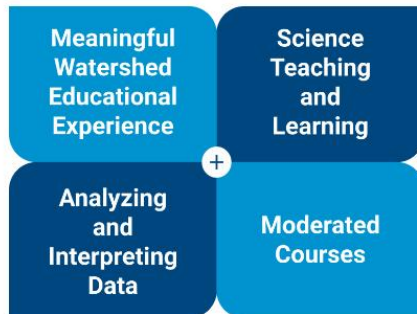 Meaningful
Watershed
Educational
Experience
Science
Teaching
and
Learning
+
Analyzing
and
Interpreting
Data
Moderated
Courses